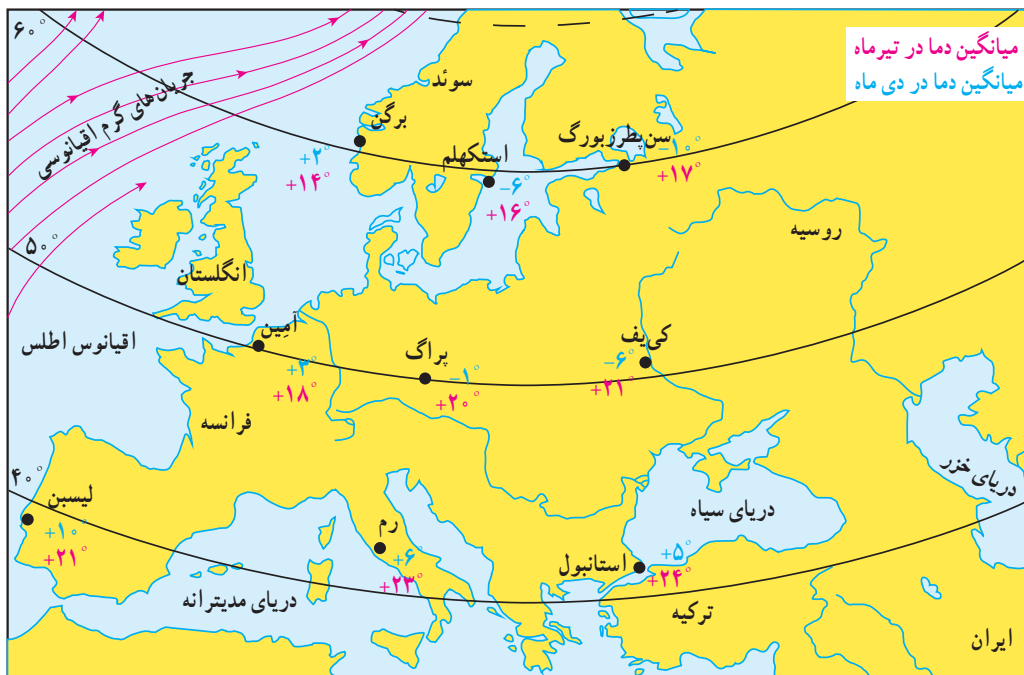 میانگین دما در تیرماه
میانگین دما در دی ماه
۶۰°
سوئد
جریان‌های گرم اقیانوسی
برگن
+۲°
+۱۴°
استکهلم
−۶°
+۱۶°
سن‌پطرزبورگ
−۱۰°
+۱۷°
روسیه
۵۰°
انگلستان
اقیانوس اطلس
آمِین
+۳°
+۱۸°
پراگ
−۱°
+۲۰°
کی‌یف
−۶°
+۲۱°
فرانسه
۴۰°
لیسبن
+۱۰°
+۲۱°
رم
+۶°
+۲۳°
دریای مدیترانه
دریای سیاه
استانبول
+۵°
+۲۴°
ترکیه
دریای خزر
ایران